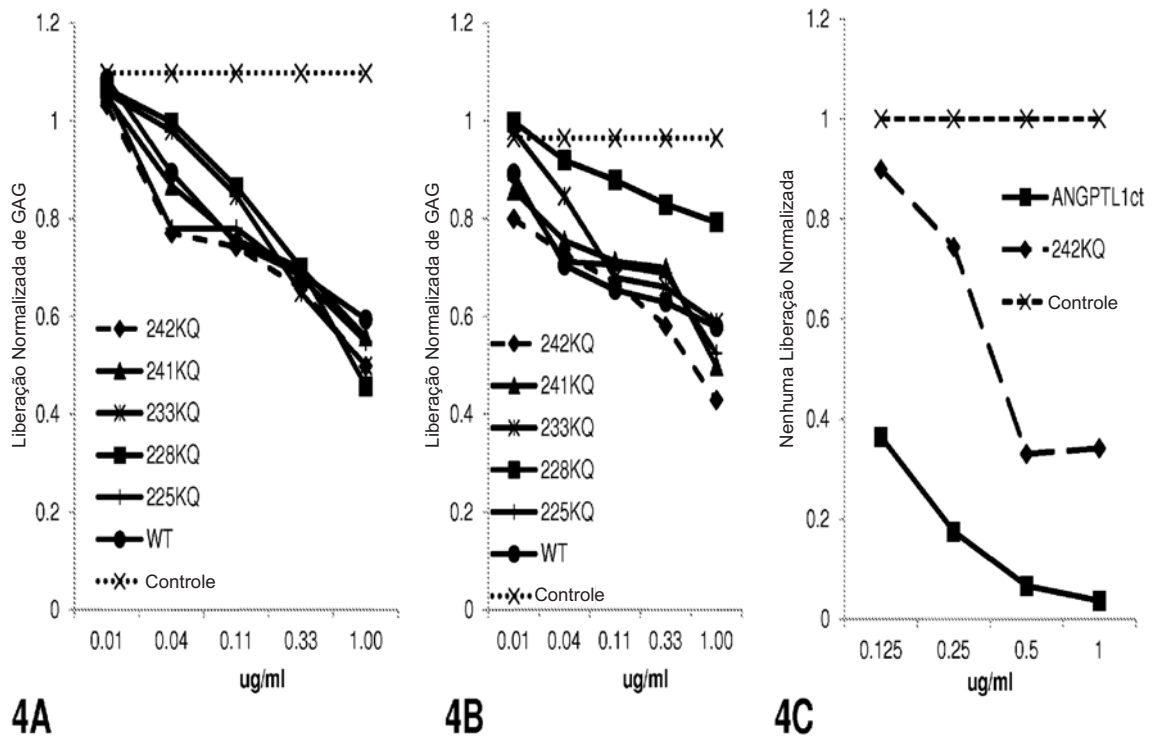 Liberação Normalizada de GAG
1.2
1
0.8
0.6
0.4
0.2
0
242KQ
241KQ
233KQ
228KQ
225KQ
WT
Controle
0.01 0.04 0.11 0.33 1.00
ug/ml
4A
Liberação Normalizada de GAG
1.2
1
0.8
0.6
0.4
0.2
0
242KQ
241KQ
233KQ
228KQ
225KQ
WT
Controle
0.01 0.04 0.11 0.33 1.00
ug/ml
4B
Nenhuma Liberação Normalizada
1.2
1
0.8
0.6
0.4
0.2
0
ANGPTL1ct
242KQ
Controle
0.125 0.25 0.5 1
ug/ml
4C